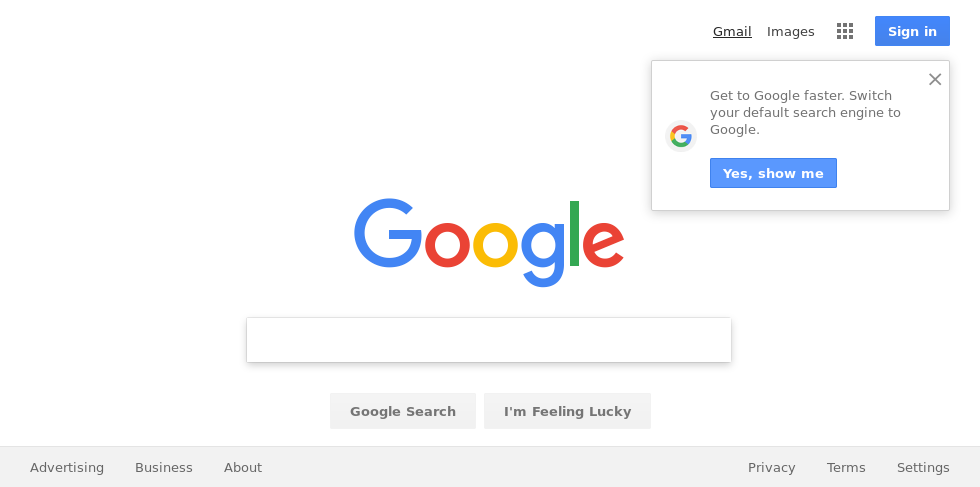 Gmail Images Sign in
Get to Google faster. Switch
your default search engine to
Google.
Yes, show me
Google
Google Search I'm Feeling Lucky
Advertising Business About Privacy Terms Settings